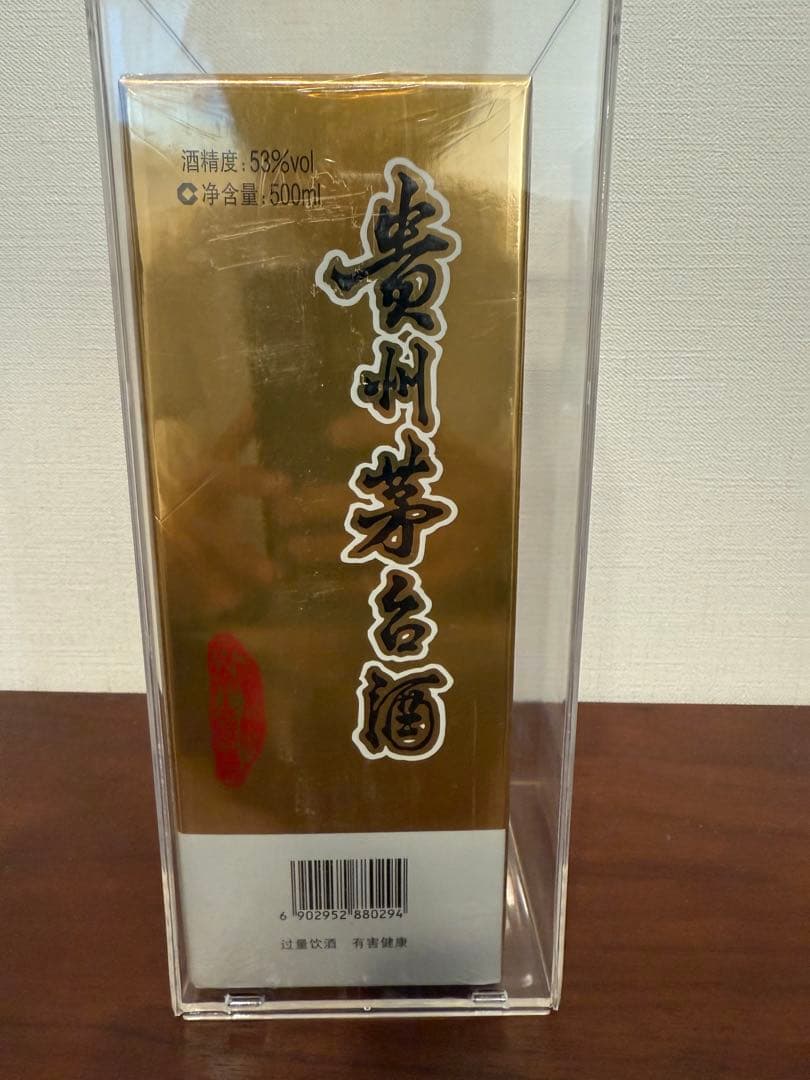 酒精度:53%vol
净含量:500ml
貴州茅台酒
6 902952 880294
过量饮酒 有害健康